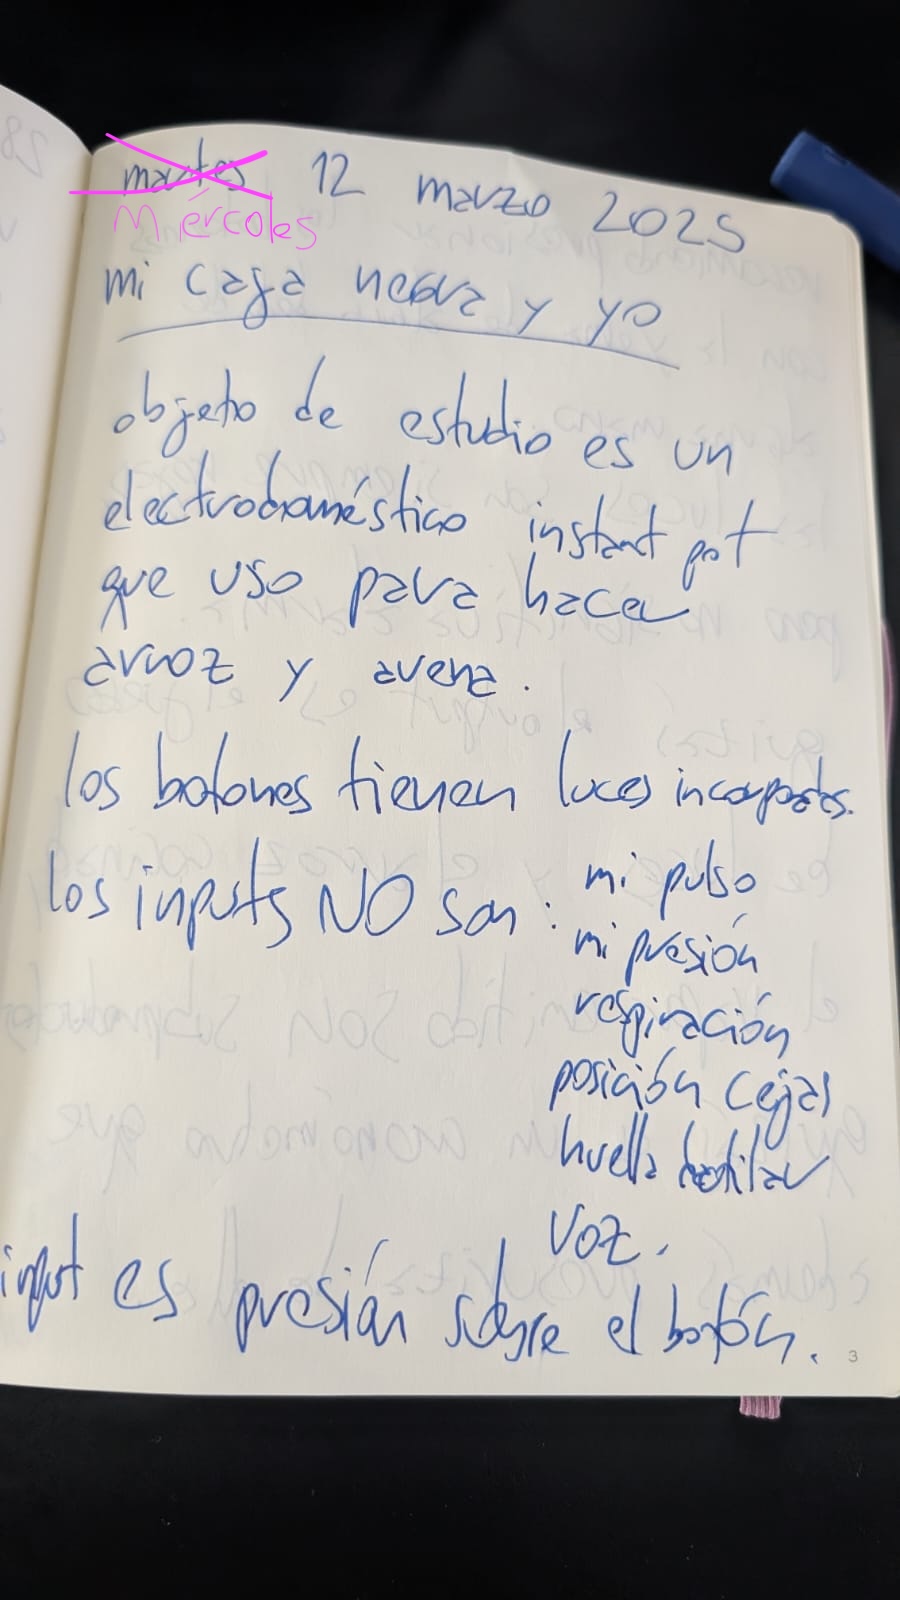 martes 12 marzo 2025
Miércoles
mi caja negra y yo
objeto de estudio es un
electrodoméstico instant pot
que uso para hacer
arroz y avena.
los botones tienen luces incorporadas.
los inputs NO son : mi pulso
mi presión
respiración
posición cejas
huella dactilar
voz.
input es presión sobre el botón.
3